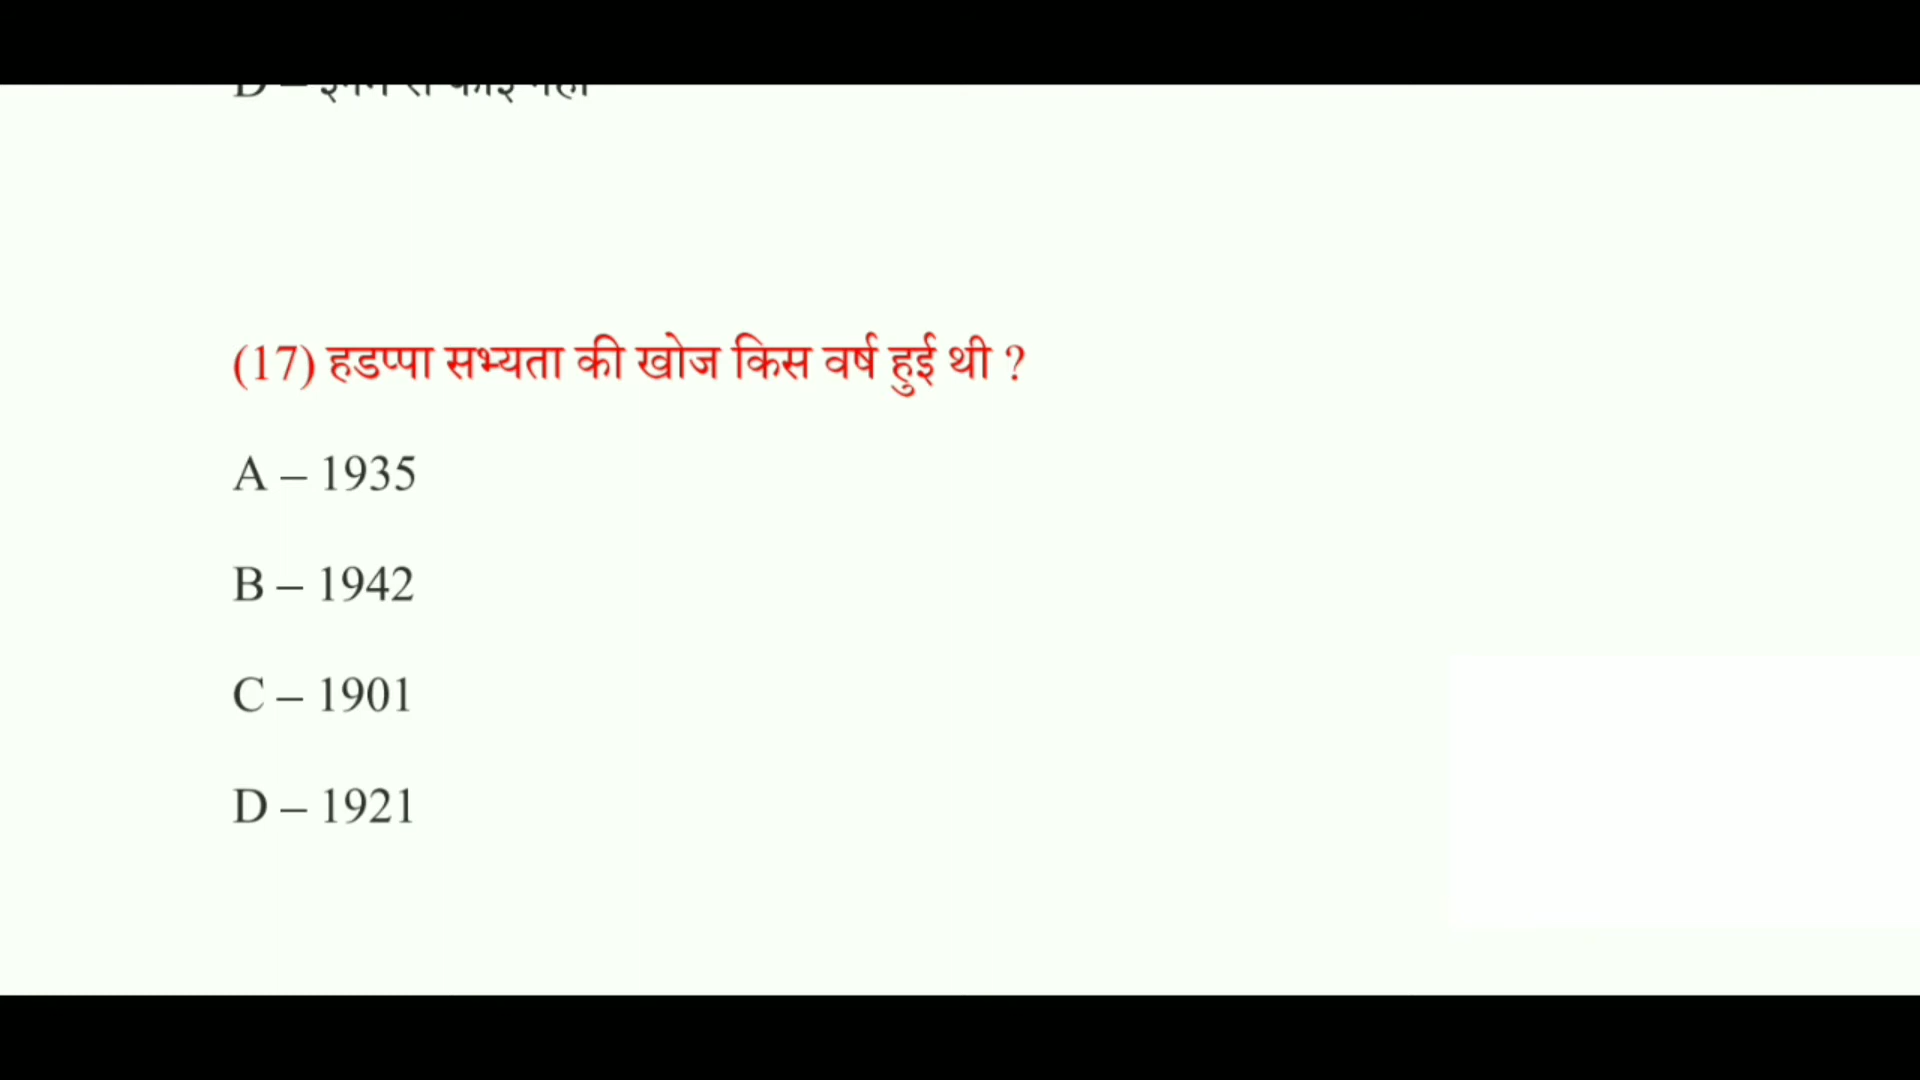 (17) हडप्पा सभ्यता की खोज किस वर्ष हुई थी ?
A – 1935
B – 1942
C – 1901
D – 1921